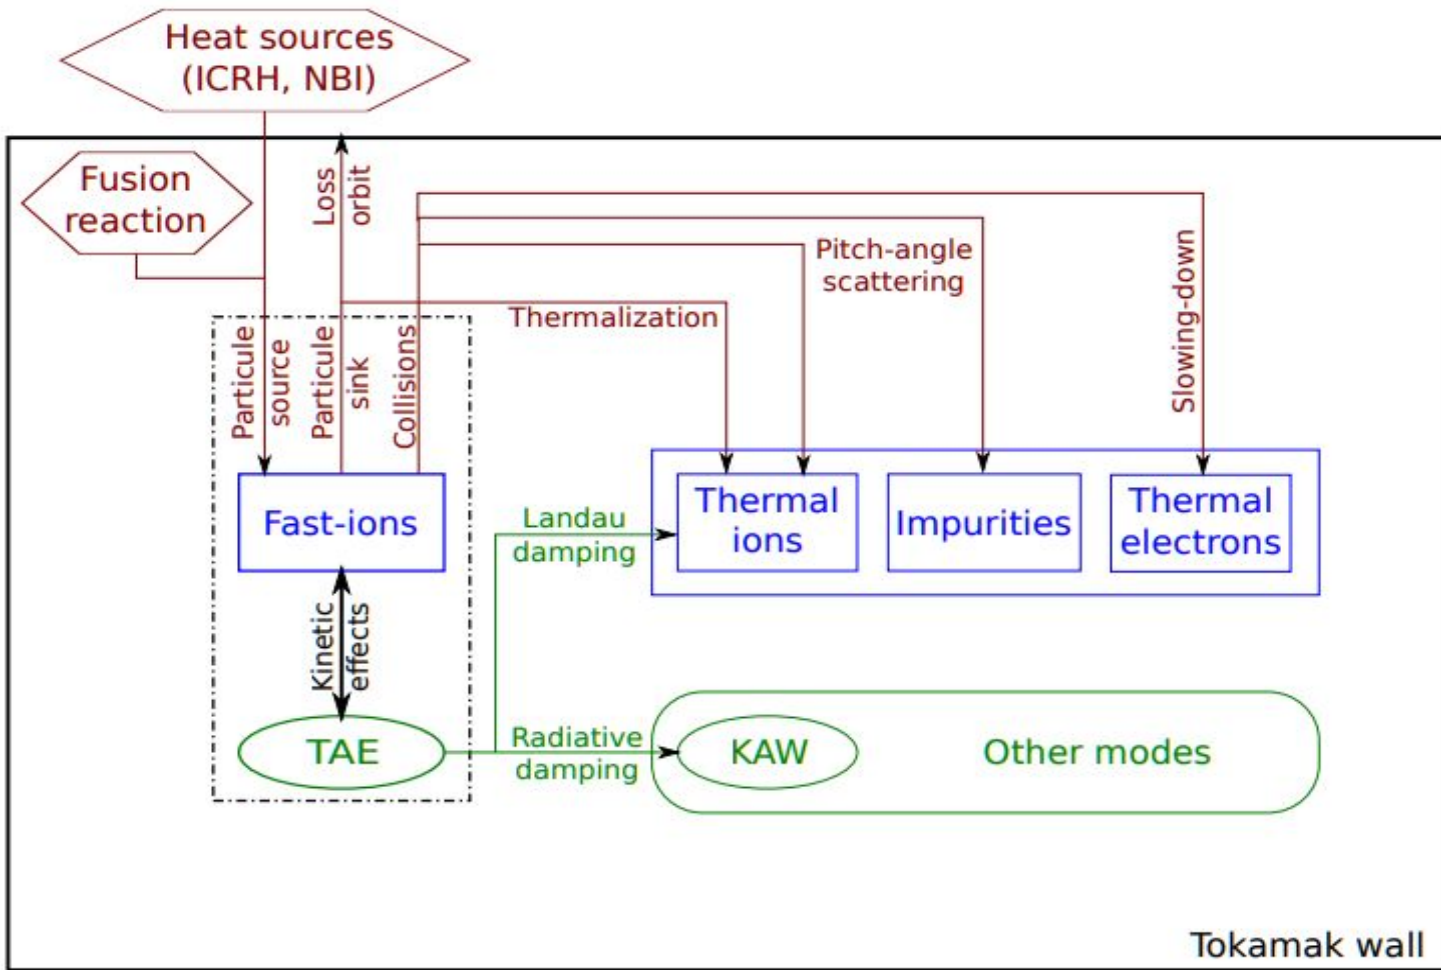 Heat sources
(ICRH, NBI)
Fusion
reaction
Loss
orbit
Pitch-angle
scattering
Thermalization
Slowing-down
Particule
source
Particule
sink
Collisions
Fast-ions
Thermal
ions
Impurities
Thermal
electrons
Landau
damping
Kinetic
effects
TAE
Radiative
damping
KAW
Other modes
Tokamak wall